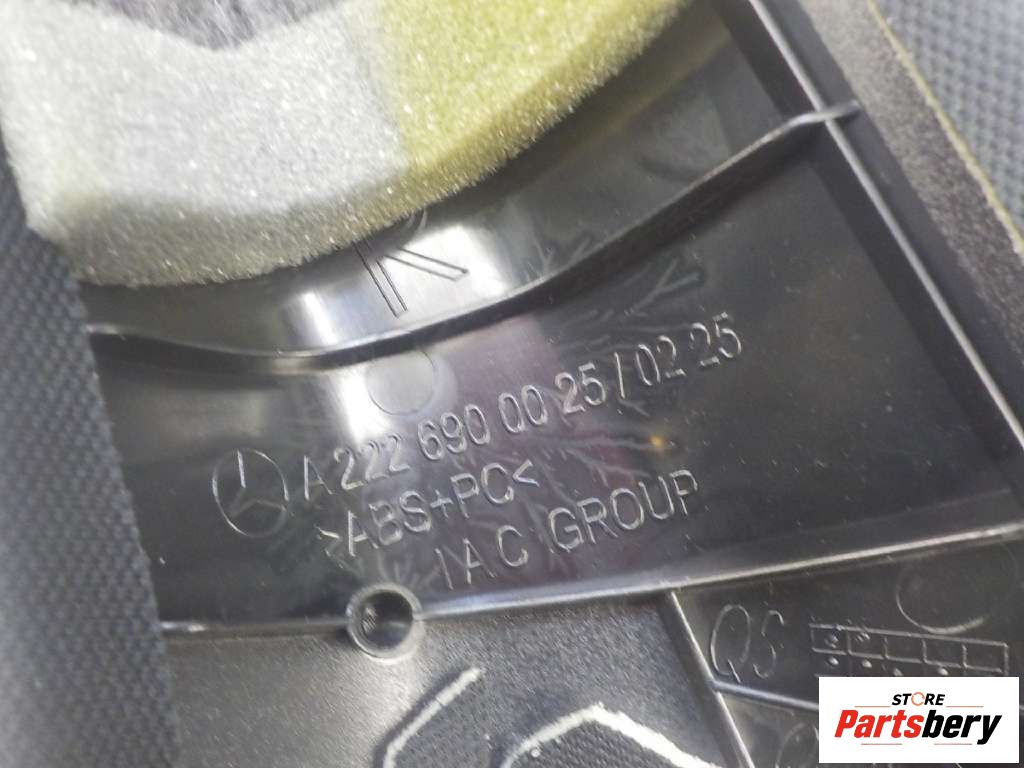 A 222 690 00 25 / 02 25
>ABS+PC<
IAC GROUP
QS
STORE
Partsbery